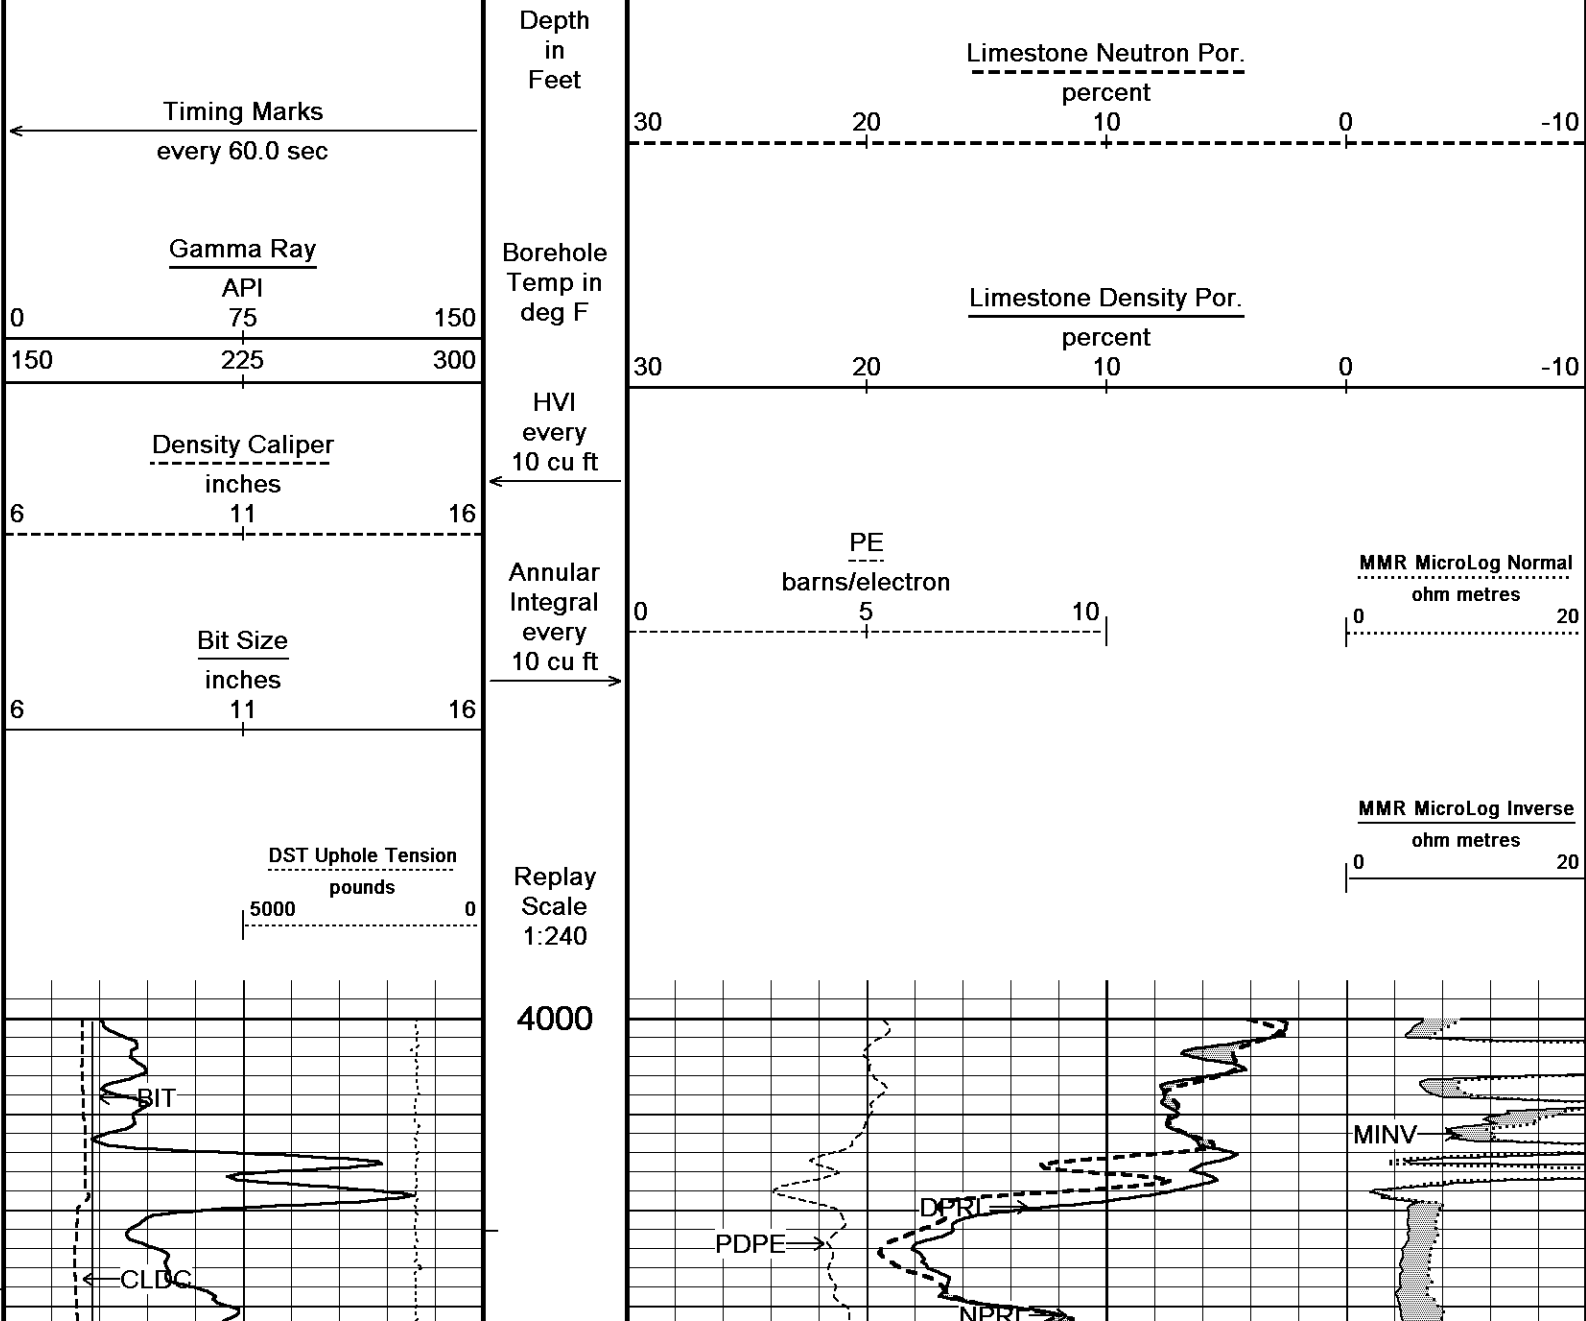 Timing Marks
every 60.0 sec
Gamma Ray
API
0 75 150
150 225 300
Density Caliper
inches
6 11 16
Bit Size
inches
6 11 16
DST Uphole Tension
pounds
5000 0
Depth
in
Feet
Borehole
Temp in
deg F
HVI
every
10 cu ft
Annular
Integral
every
10 cu ft
Replay
Scale
1:240
Limestone Neutron Por.
percent
30 20 10 0 -10
Limestone Density Por.
percent
30 20 10 0 -10
PE
barns/electron
0 5 10
MMR MicroLog Normal
ohm metres
0 20
MMR MicroLog Inverse
ohm metres
0 20
4000
BIT
MINV
DPRL
PDPE
CLDC
NPRL